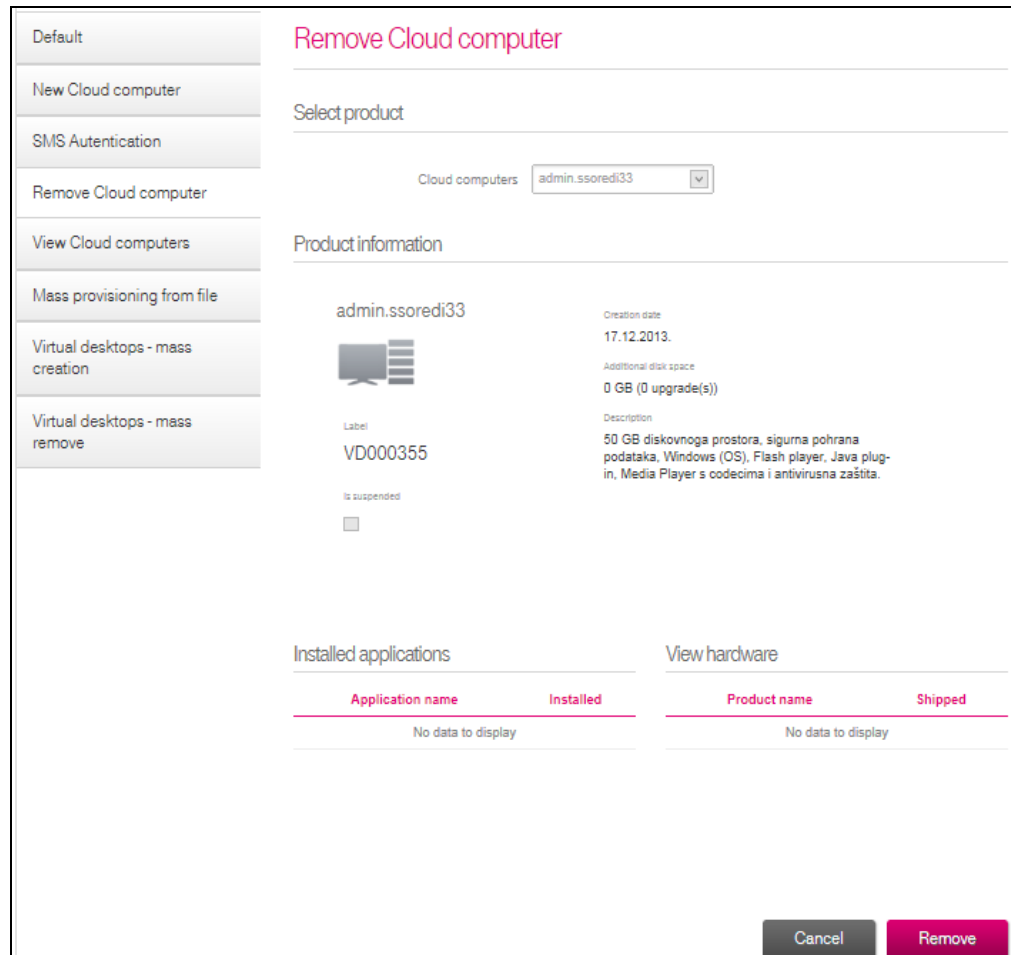 Default
New Cloud computer
SMS Autentication
Remove Cloud computer
View Cloud computers
Mass provisioning from file
Virtual desktops - mass
creation
Virtual desktops - mass
remove
Remove Cloud computer
Select product
Cloud computers admin.ssoredi33
Product information
admin.ssoredi33
Label
VD000355
Is suspended
Creation date
17.12.2013.
Additional disk space
0 GB (0 upgrade(s))
Description
50 GB diskovnoga prostora, sigurna pohrana
podataka, Windows (OS), Flash player, Java plug-
in, Media Player s codecima i antivirusna zaštita.
Installed applications
Application name Installed
No data to display
View hardware
Product name Shipped
No data to display
Cancel Remove